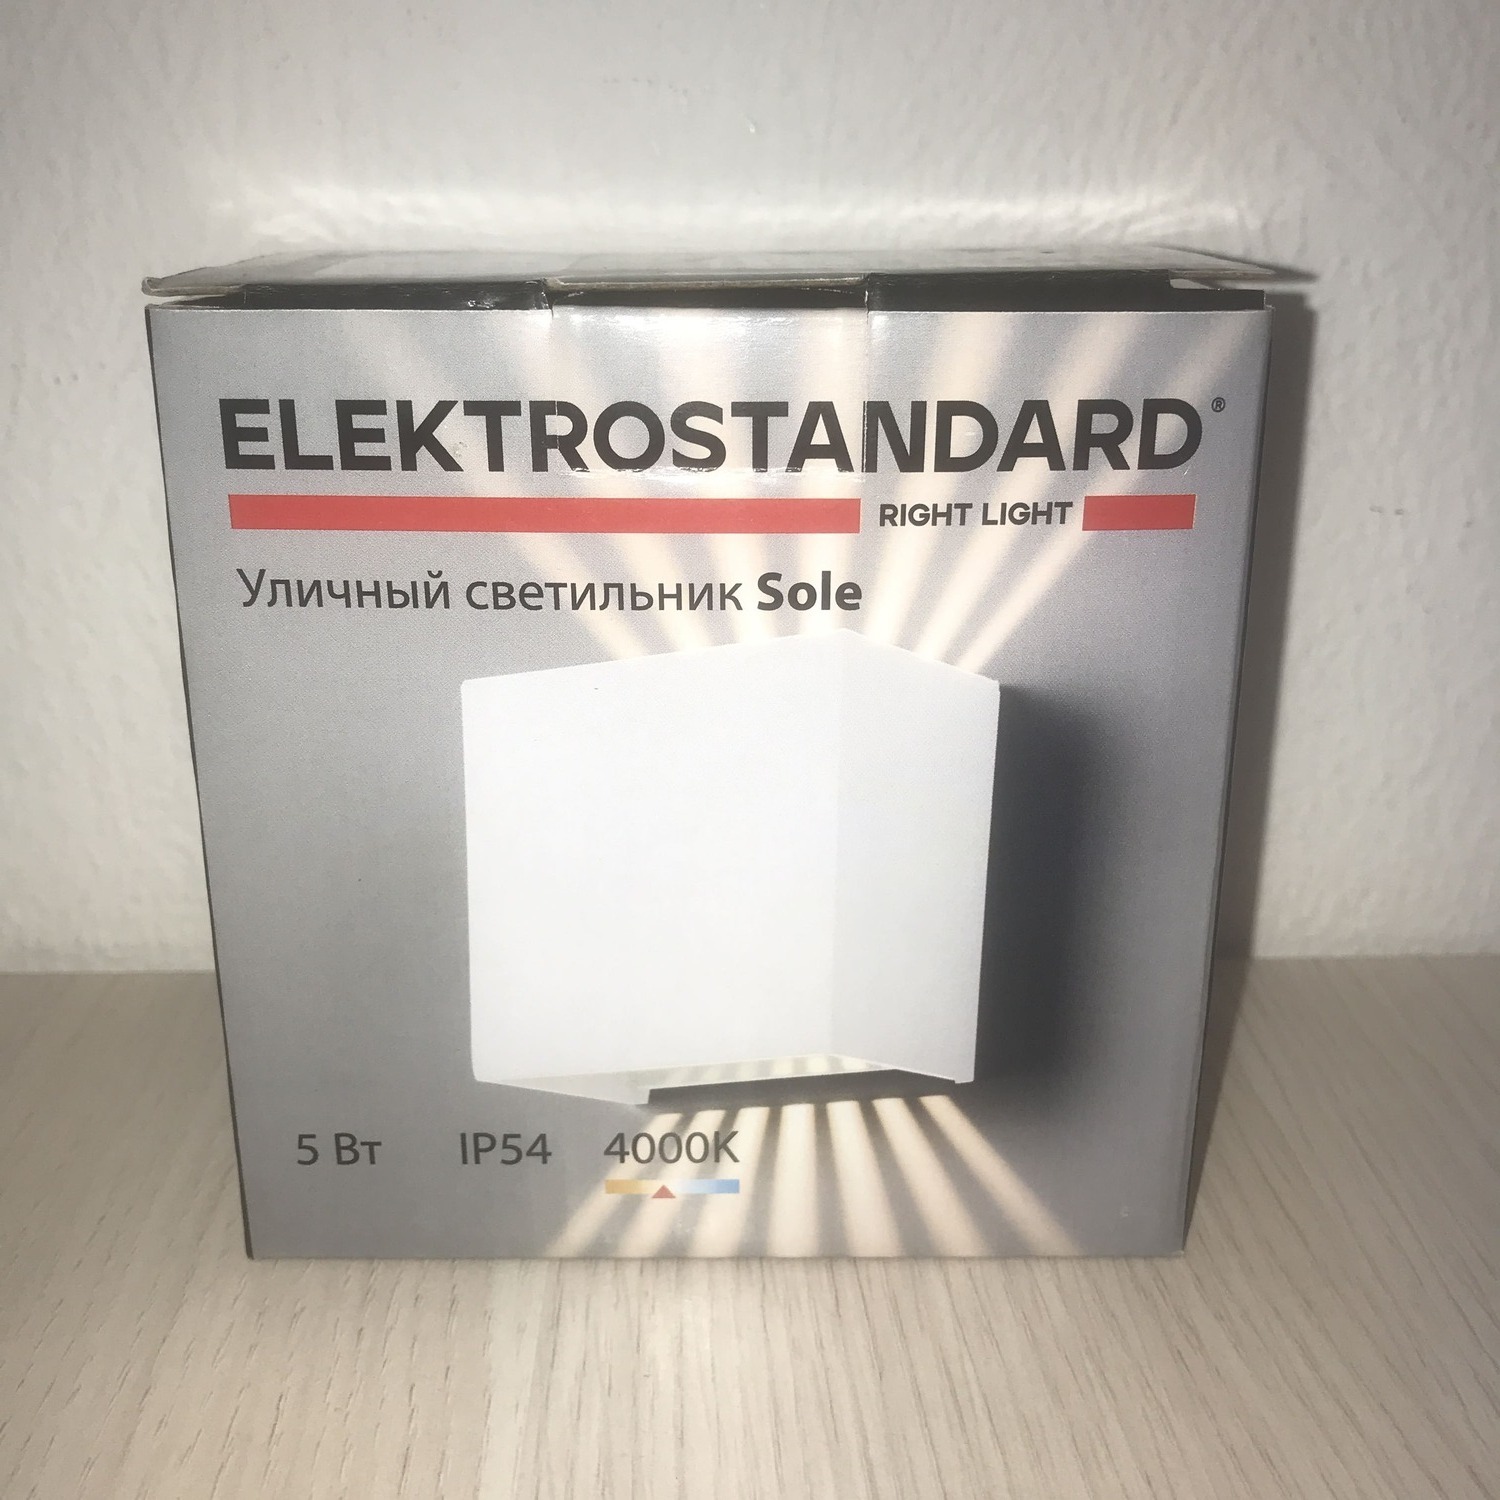 ELEKTROSTANDARD®
RIGHT LIGHT
Уличный светильник Sole
5 Вт IP54 4000K